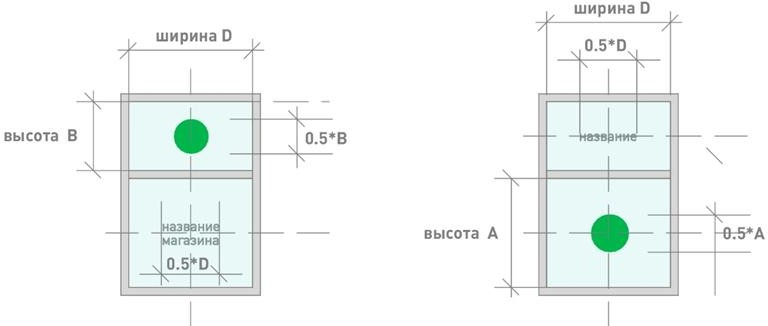 ширина D
высота B
0.5*B
название
магазина
0.5*D
ширина D
0.5*D
название
высота A
0.5*A